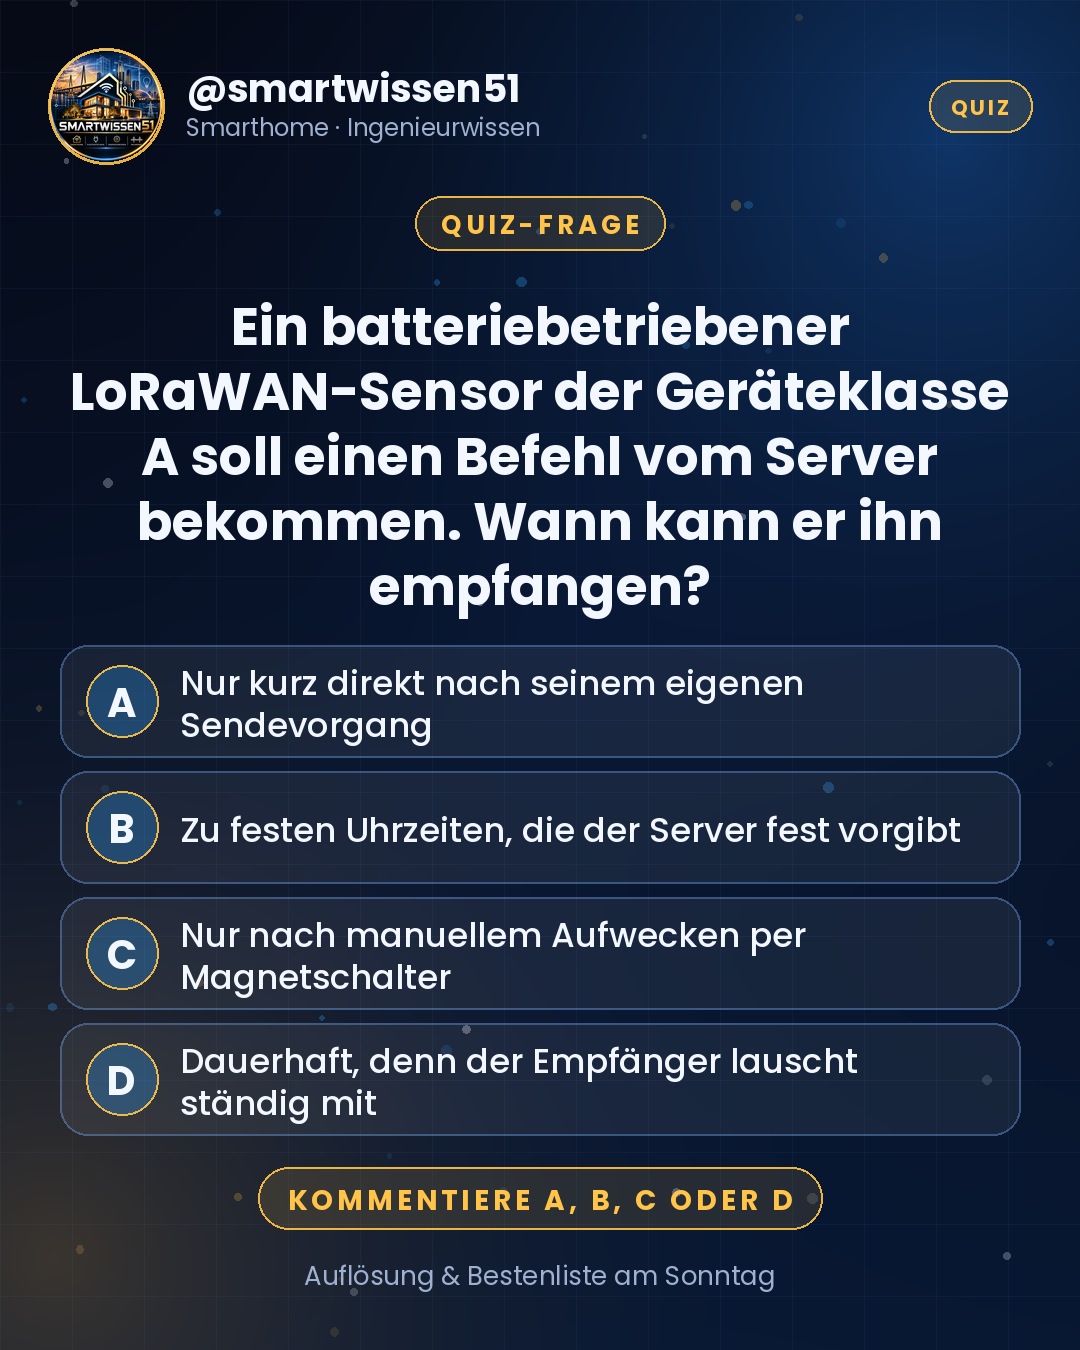 SMARTWISSEN51
@smartwissen51
Smarthome · Ingenieurwissen
QUIZ
QUIZ-FRAGE
Ein batteriebetriebener
LoRaWAN-Sensor der Geräteklasse
A soll einen Befehl vom Server
bekommen. Wann kann er ihn
empfangen?
A
Nur kurz direkt nach seinem eigenen
Sendevorgang
B
Zu festen Uhrzeiten, die der Server fest vorgibt
C
Nur nach manuellem Aufwecken per
Magnetschalter
D
Dauerhaft, denn der Empfänger lauscht
ständig mit
KOMMENTIERE A, B, C ODER D
Auflösung & Bestenliste am Sonntag